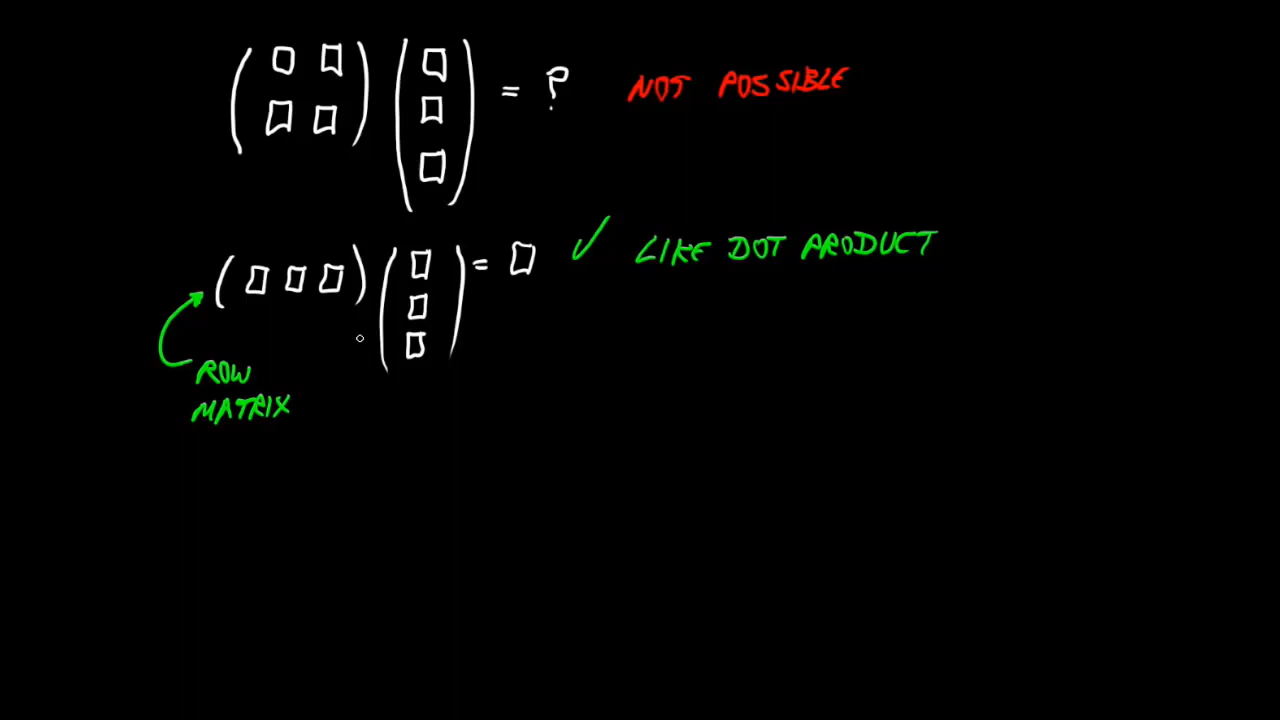 (□ □
□ □) (□
□
□) = ? NOT POSSIBLE
(□ □ □) (□
□
□) = □ ✓ LIKE DOT PRODUCT
ROW
MATRIX